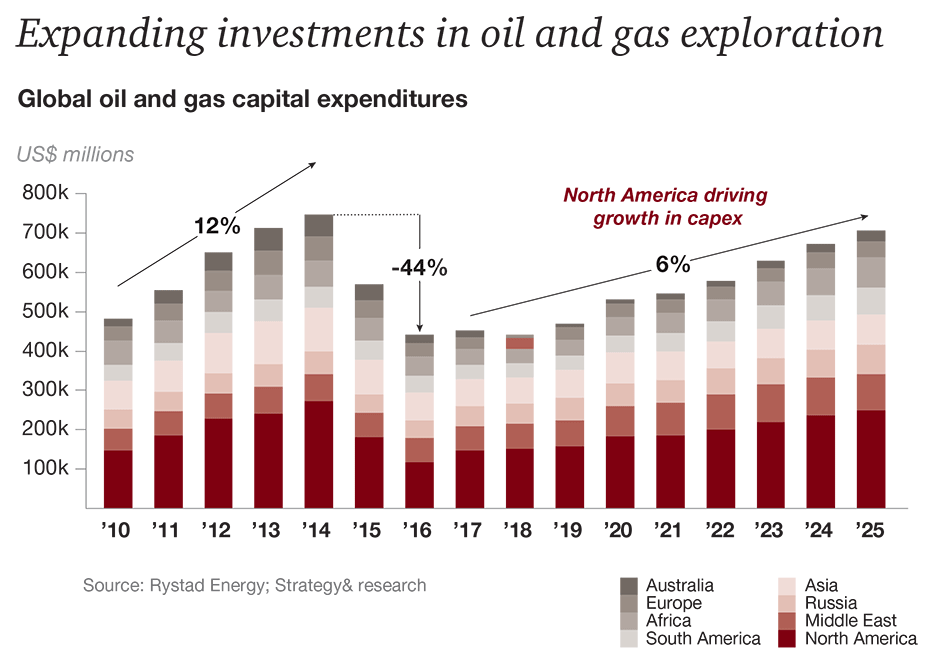 Expanding investments in oil and gas exploration
Global oil and gas capital expenditures
US$ millions
800k
700k
600k
500k
400k
300k
200k
100k
12%
-44%
North America driving
growth in capex
6%
’10 ’11 ’12 ’13 ’14 ’15 ’16 ’17 ’18 ’19 ’20 ’21 ’22 ’23 ’24 ’25
Source: Rystad Energy; Strategy& research
Australia
Europe
Africa
South America
Asia
Russia
Middle East
North America